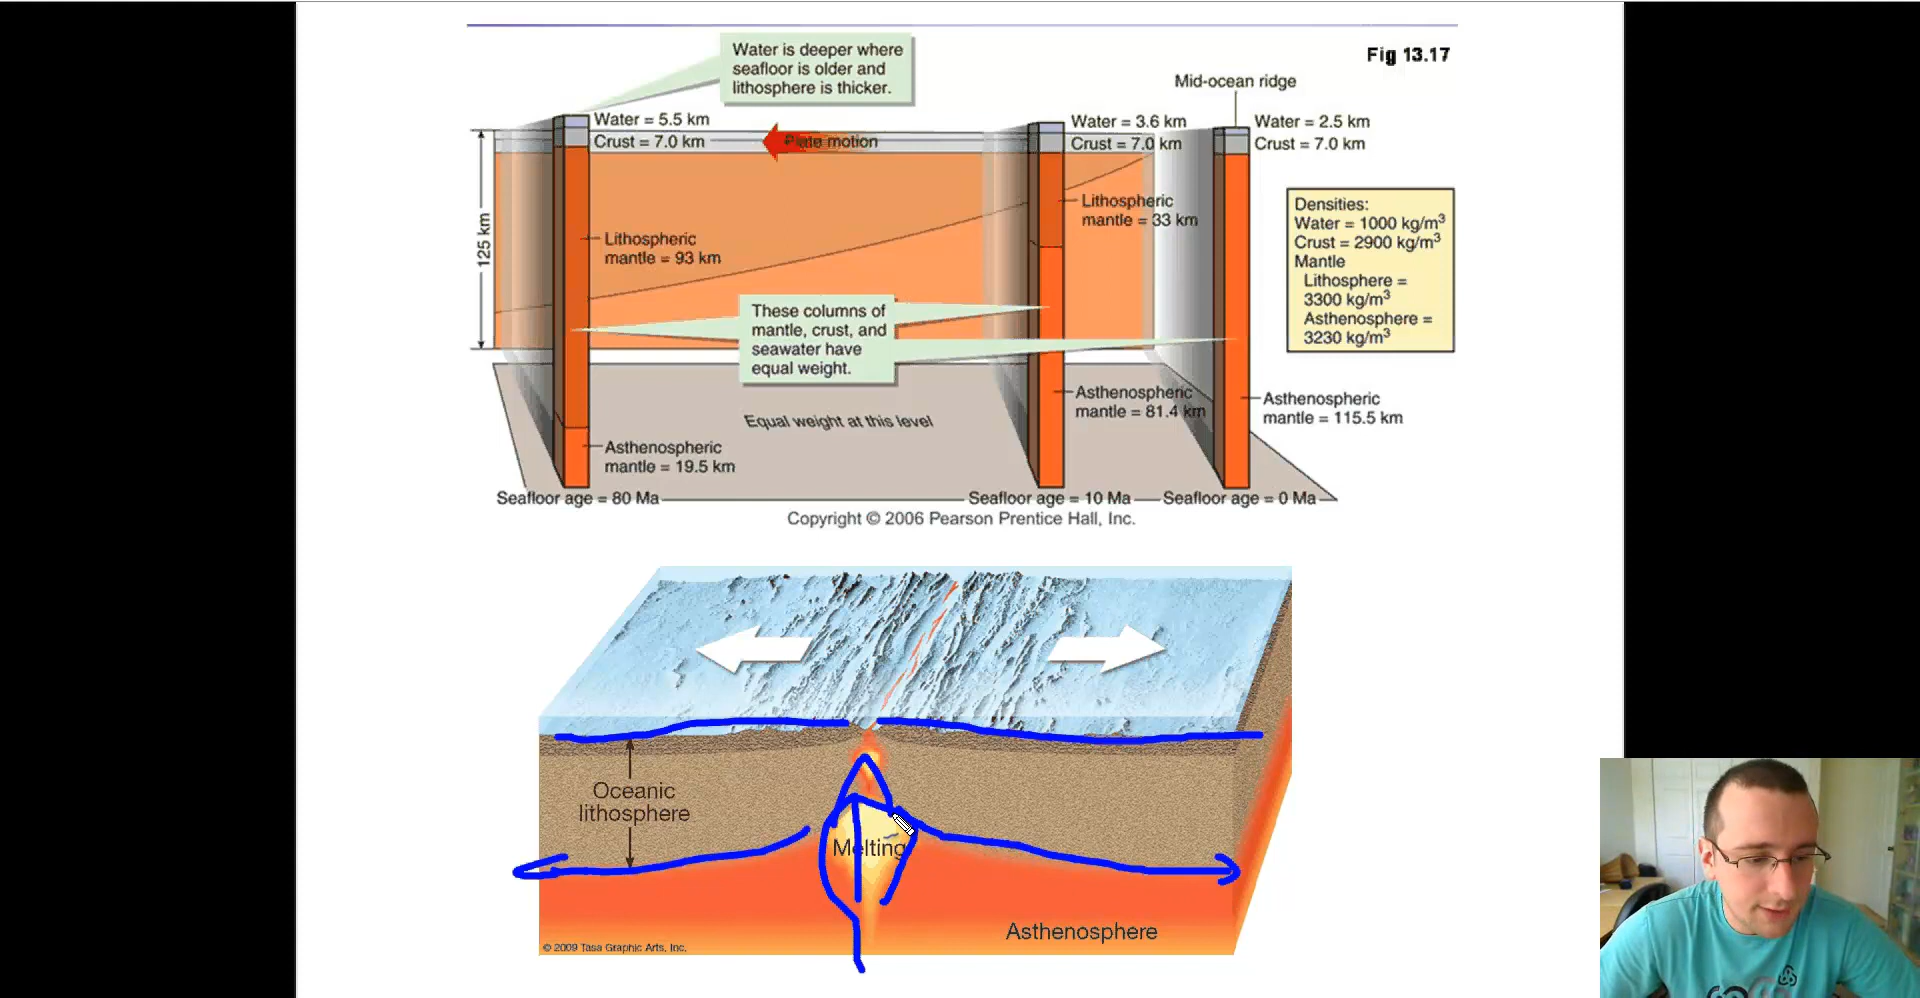 Fig 13.17
Water is deeper where
seafloor is older and
lithosphere is thicker.
Mid-ocean ridge
Water = 5.5 km
Crust = 7.0 km
Plate motion
Water = 3.6 km
Crust = 7.0 km
Water = 2.5 km
Crust = 7.0 km
125 km
Lithospheric
mantle = 93 km
Lithospheric
mantle = 33 km
Densities:
Water = 1000 kg/m³
Crust = 2900 kg/m³
Mantle
Lithosphere =
3300 kg/m³
Asthenosphere =
3230 kg/m³
These columns of
mantle, crust, and
seawater have
equal weight.
Equal weight at this level
Asthenospheric
mantle = 19.5 km
Asthenospheric
mantle = 81.4 km
Asthenospheric
mantle = 115.5 km
Seafloor age = 80 Ma
Seafloor age = 10 Ma
Seafloor age = 0 Ma
Copyright © 2006 Pearson Prentice Hall, Inc.
Oceanic
lithosphere
Melting
Asthenosphere
© 2009 Tasa Graphic Arts, Inc.